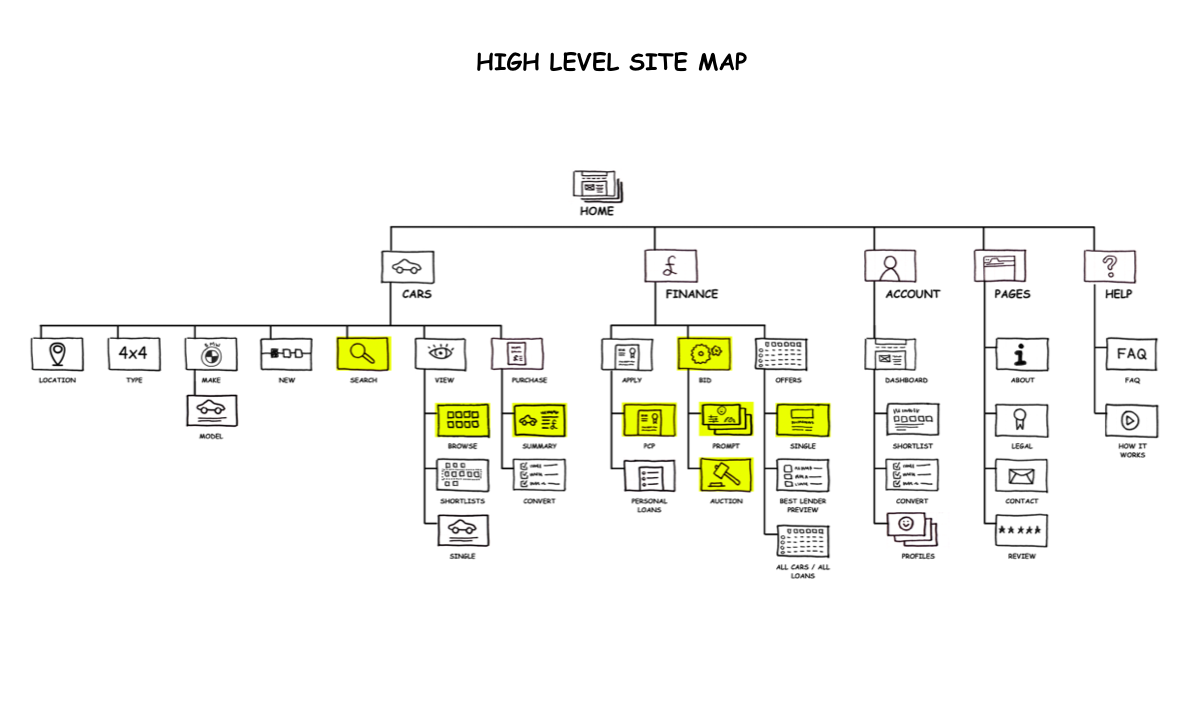 HIGH LEVEL SITE MAP
HOME
CARS
FINANCE
ACCOUNT
PAGES
HELP
4x4
BMW
£
?
i
FAQ
LOCATION
TYPE
MAKE
NEW
SEARCH
VIEW
PURCHASE
APPLY
BID
OFFERS
DASHBOARD
ABOUT
FAQ
MODEL
BROWSE
SUMMARY
PCP
PROMPT
SINGLE
SHORTLIST
LEGAL
HOW IT
WORKS
SHORTLISTS
CONVERT
PERSONAL
LOANS
AUCTION
BEST LENDER
PREVIEW
CONVERT
CONTACT
SINGLE
ALL CARS / ALL
LOANS
PROFILES
REVIEW